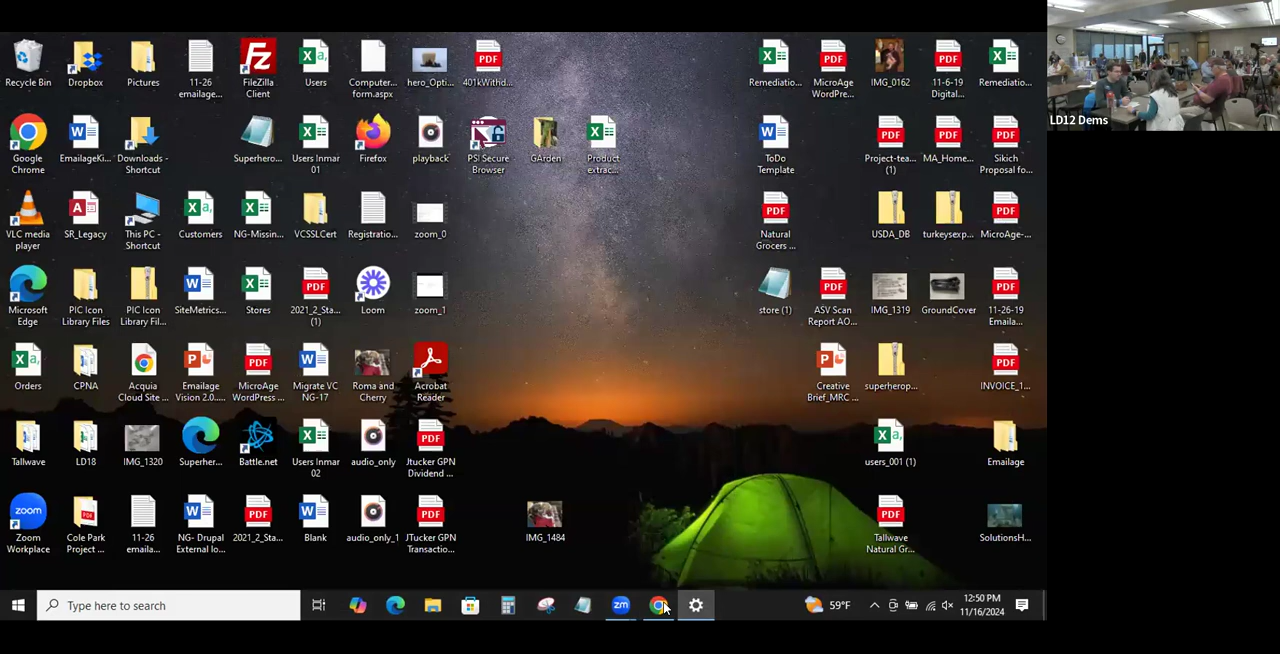 LD12 Dems
Recycle Bin
Dropbox
Pictures
11-26
emailage...
FileZilla
Client
Users
Computer...
form.aspx
hero_Opti...
401kWithd...
Remediatio...
MicroAge
WordPre...
IMG_0162
11-6-19
Digital...
Remediatio...
Google
Chrome
EmailageKi...
Downloads -
Shortcut
Superhero...
Users Inmar
01
Firefox
playback
PSI Secure
Browser
GArden
Product
extrac...
ToDo
Template
Project-tea...
(1)
MA_Home...
Sikich
Proposal fo...
VLC media
player
SR_Legacy
This PC -
Shortcut
Customers
NG-Missin...
VCSSLCert
Registratio...
zoom_0
Natural
Grocers ...
USDA_DB
turkeysexp...
MicroAge-...
Microsoft
Edge
PIC Icon
Library Files
PIC Icon
Library Fil...
SiteMetrics...
Stores
2021_2_Sta...
(1)
Loom
zoom_1
store (1)
ASV Scan
Report AO...
IMG_1319
GroundCover
11-26-19
Emaila...
Orders
CPNA
Acquia
Cloud Site ...
Emailage
Vision 2.0....
MicroAge
WordPress ...
Migrate VC
NG-17
Roma and
Cherry
Acrobat
Reader
Creative
Brief_MRC ...
superherop...
INVOICE_1...
Tallwave
LD18
IMG_1320
Superher...
Battle.net
Users Inmar
02
audio_only
Jtucker GPN
Dividend ...
users_001 (1)
Emailage
Zoom
Workplace
Cole Park
Project ...
11-26
emaila...
NG- Drupal
External lo...
2021_2_Sta...
Blank
audio_only_1
JTucker GPN
Transactio...
IMG_1484
Tallwave
Natural Gr...
SolutionsH...
Type here to search
zm
59°F
12:50 PM
11/16/2024